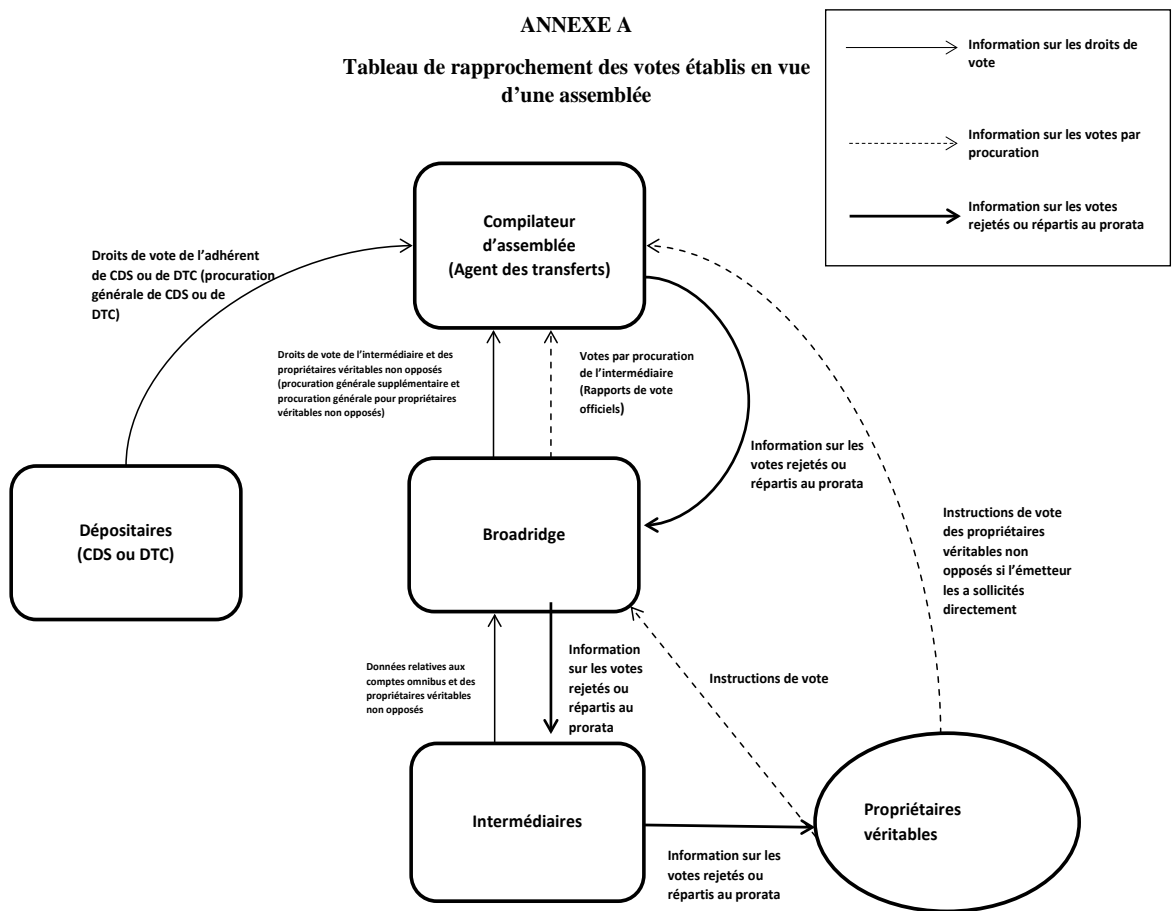 ANNEXE A
Tableau de rapprochement des votes établis en vue
d’une assemblée
Information sur les droits de
vote
Information sur les votes par
procuration
Information sur les votes
rejetés ou répartis au prorata
Compilateur
d’assemblée
(Agent des transferts)
Droits de vote de l’adhérent
de CDS ou de DTC (procuration
générale de CDS ou de
DTC)
Droits de vote de l’intermédiaire et des
propriétaires véritables non opposés
(procuration générale supplémentaire et
procuration générale pour propriétaires
véritables non opposés)
Votes par procuration
de l’intermédiaire
(Rapports de vote
officiels)
Information sur les
votes rejetés ou
répartis au prorata
Instructions de vote
des propriétaires
véritables non
opposés si l’émetteur
les a sollicités
directement
Dépositaires
(CDS ou DTC)
Broadridge
Données relatives aux
comptes omnibus et des
propriétaires véritables
non opposés
Information
sur les votes
rejetés ou
répartis au
prorata
Instructions de vote
Intermédiaires
Propriétaires
véritables
Information sur les
votes rejetés ou
répartis au prorata